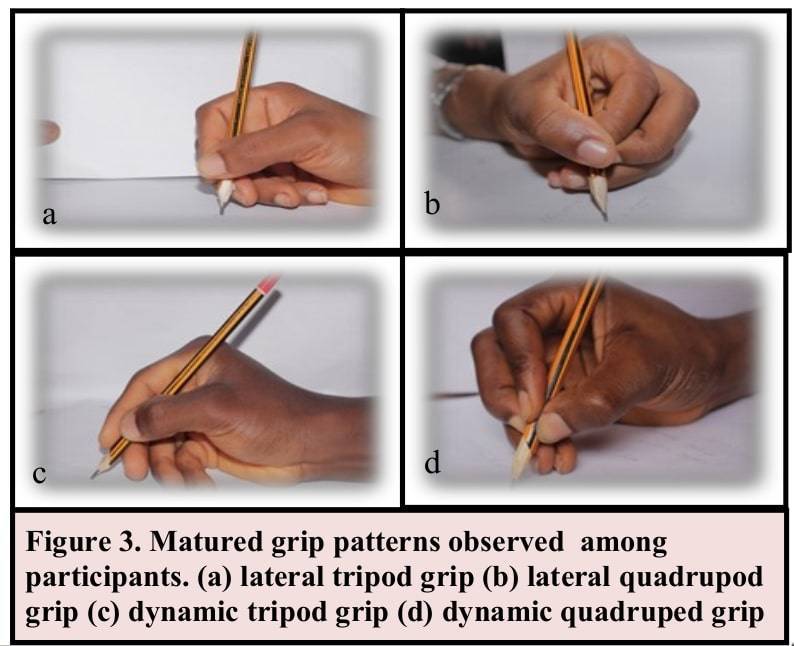 a
b
c
d
Figure 3. Matured grip patterns observed among
participants. (a) lateral tripod grip (b) lateral quadrupod
grip (c) dynamic tripod grip (d) dynamic quadruped grip